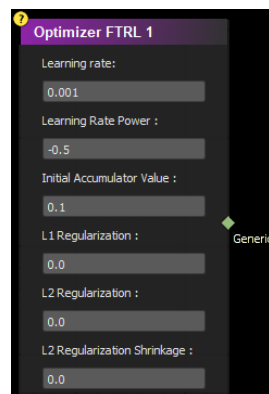 ?
Optimizer FTRL 1
Learning rate:
0.001
Learning Rate Power :
-0.5
Initial Accumulator Value :
0.1
L1 Regularization :
Generic
0.0
L2 Regularization :
0.0
L2 Regularization Shrinkage :
0.0